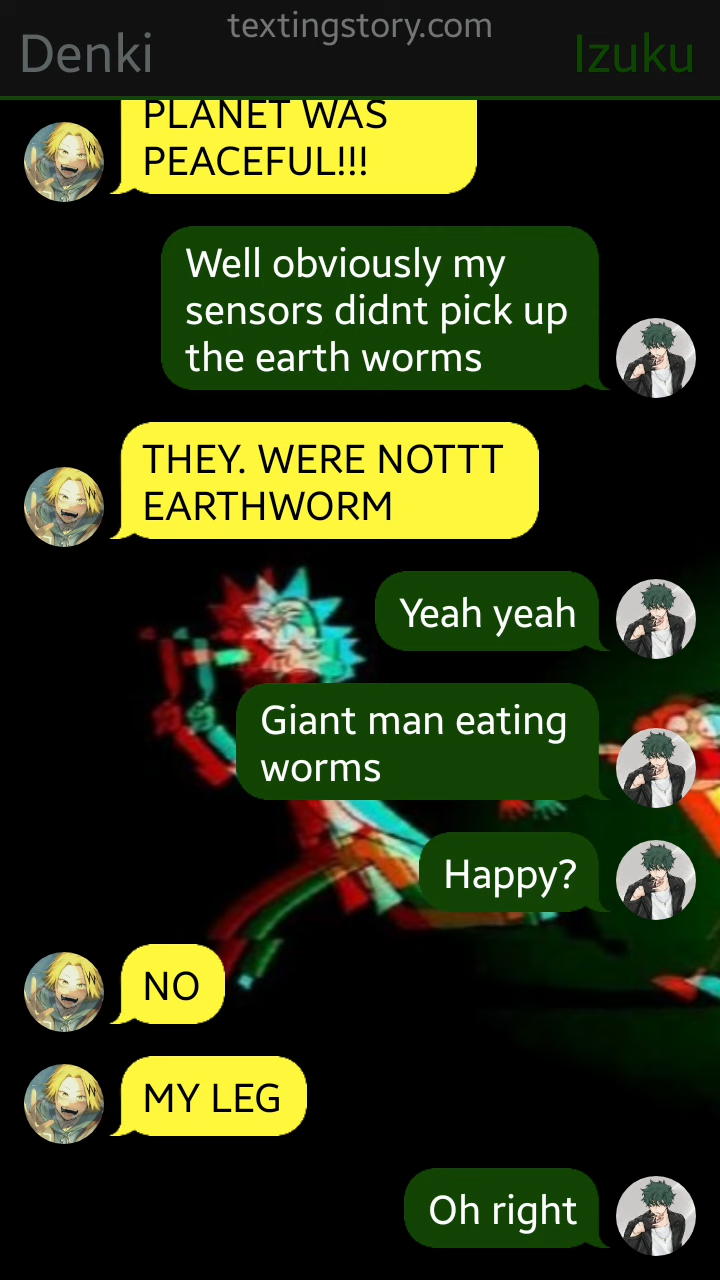 textingstory.com
Denki
Izuku
PLANET WAS
PEACEFUL!!!
Well obviously my
sensors didnt pick up
the earth worms
THEY. WERE NOTTT
EARTHWORM
Yeah yeah
Giant man eating
worms
Happy?
NO
MY LEG
Oh right